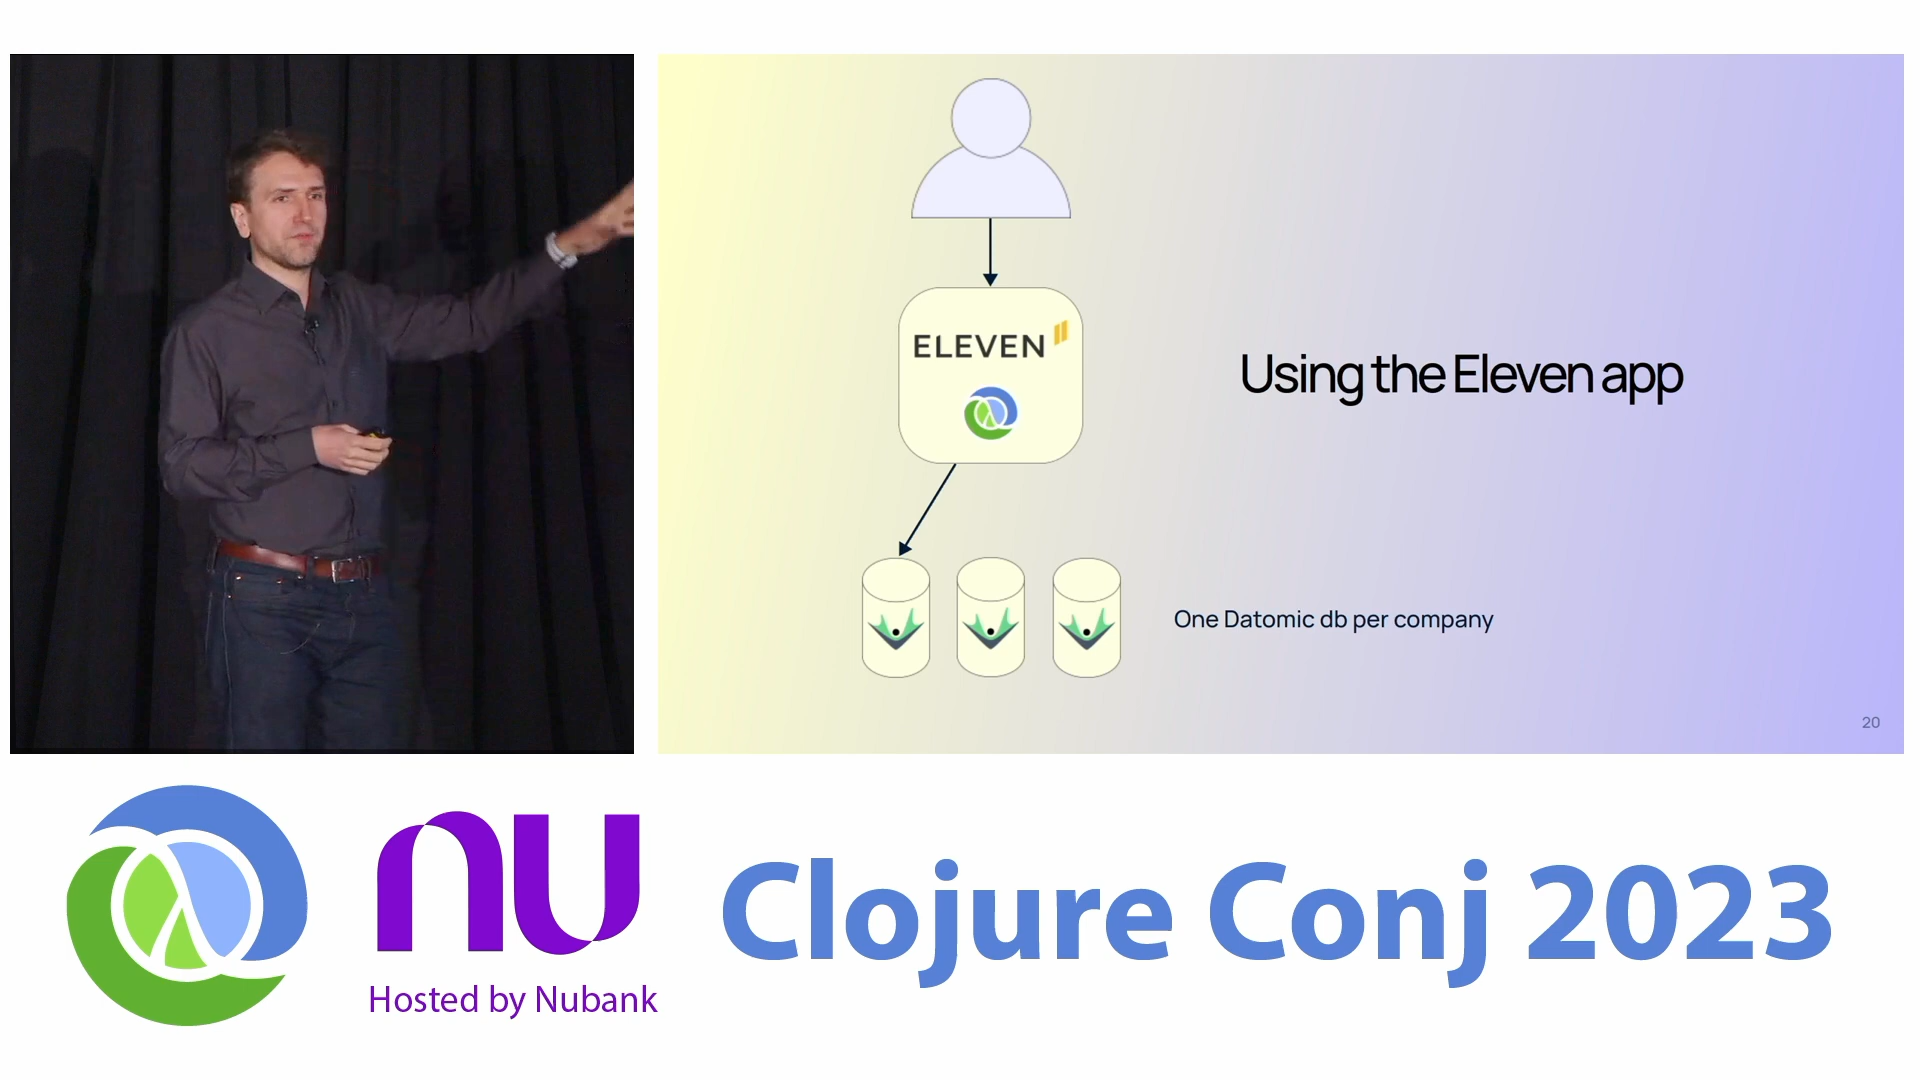 ELEVEN
Using the Eleven app
One Datomic db per company
20
nu
Hosted by Nubank
Clojure Conj 2023